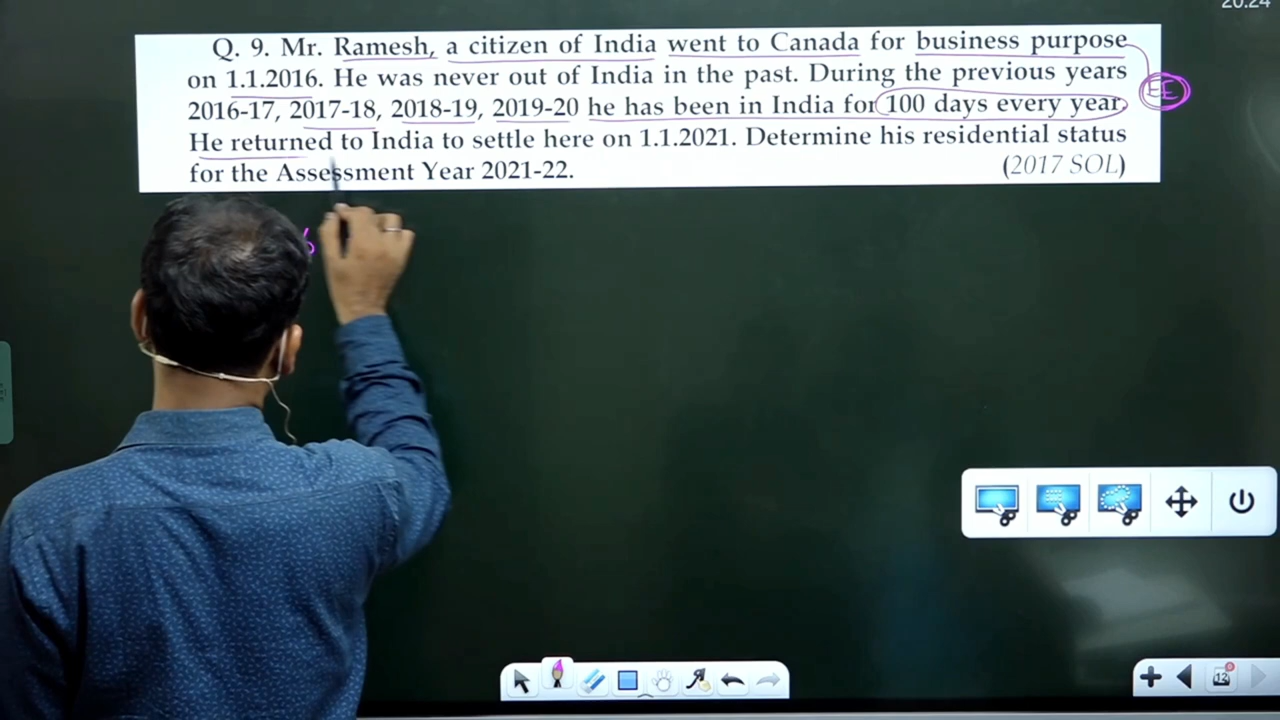 20:24
Q. 9. Mr. Ramesh, a citizen of India went to Canada for business purpose
on 1.1.2016. He was never out of India in the past. During the previous years
2016-17, 2017-18, 2018-19, 2019-20 he has been in India for 100 days every year.
EE
He returned to India to settle here on 1.1.2021. Determine his residential status
for the Assessment Year 2021-22. (2017 SOL)
12